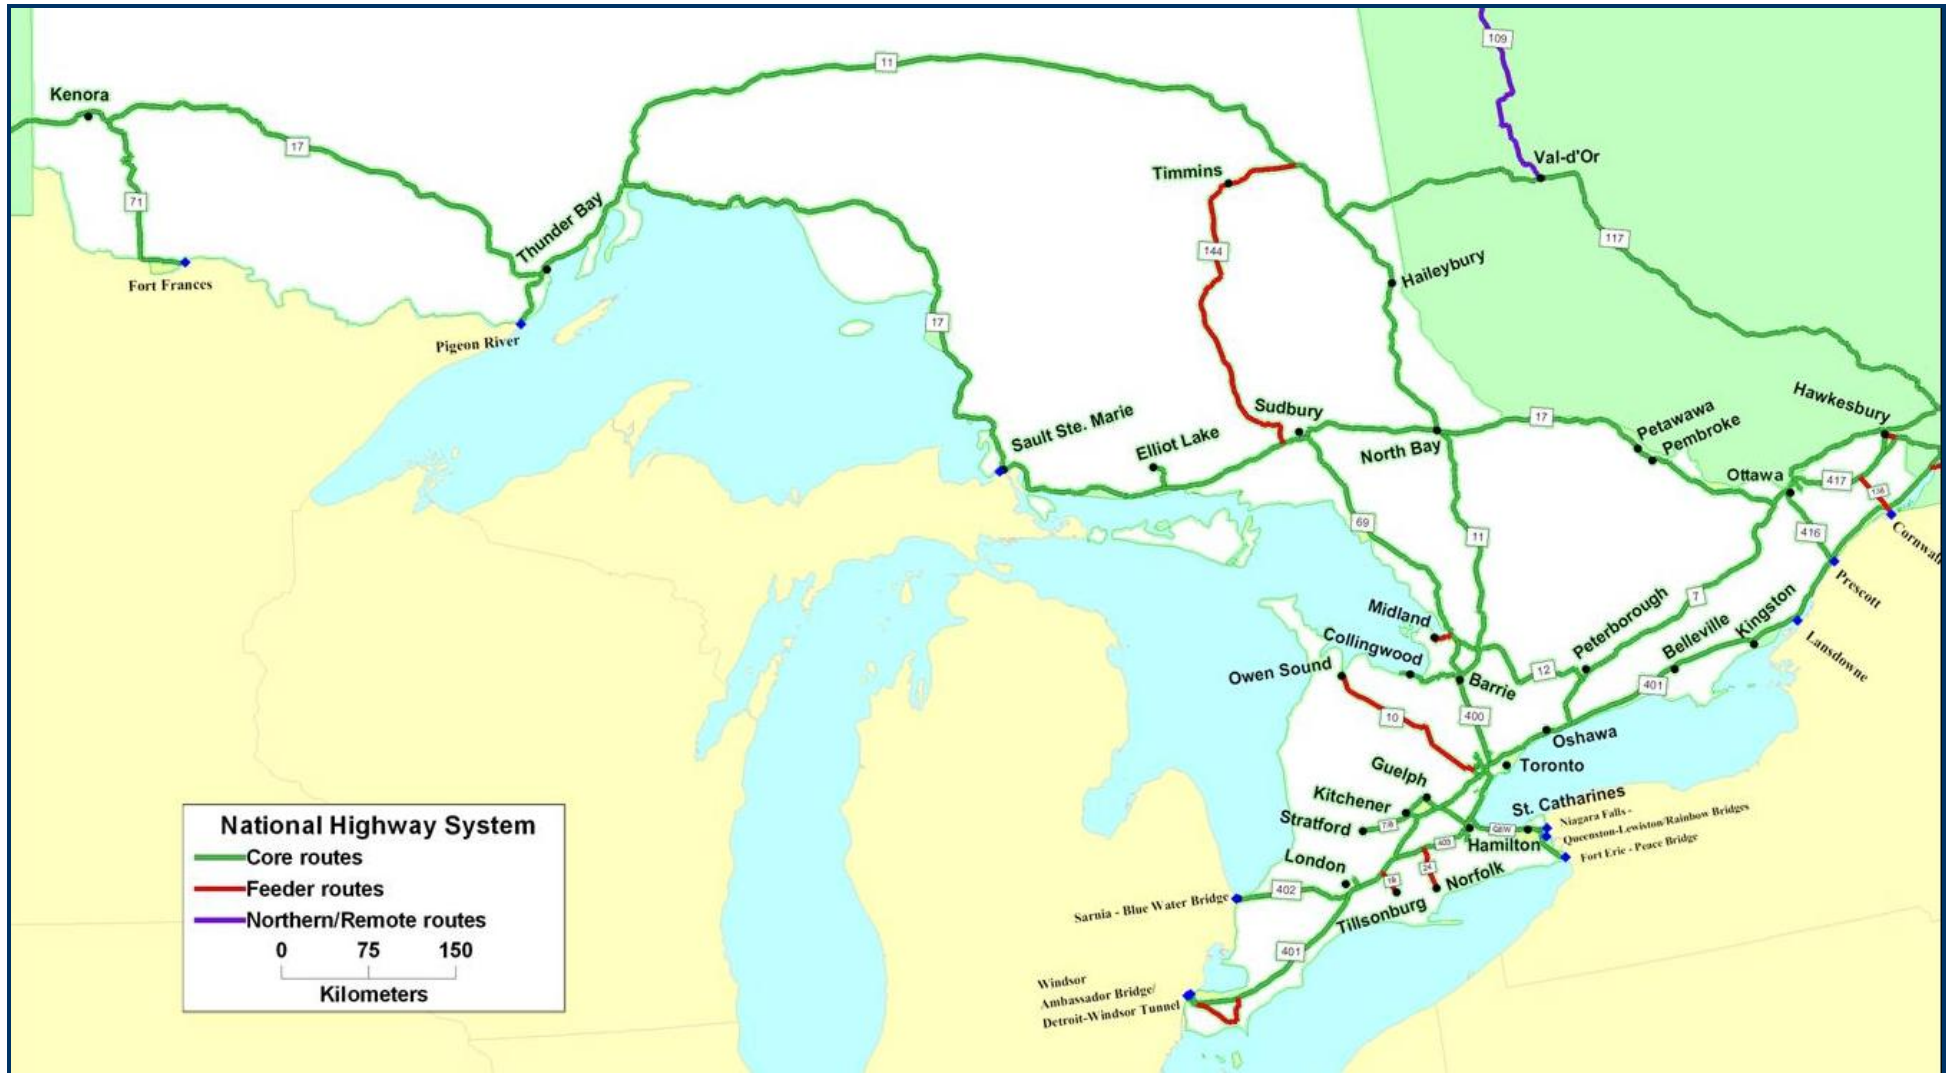 109
11
Kenora
Val-d'Or
17
Timmins
71
Thunder Bay
117
144
Haileybury
Fort Frances
17
Pigeon River
Hawkesbury
Sault Ste. Marie
Sudbury
17
Petawawa
Pembroke
Elliot Lake
North Bay
Ottawa
417
138
69
11
416
Cornwall
Prescott
Midland
7
Peterborough
Kingston
Belleville
Collingwood
Lansdowne
Owen Sound
12
Barrie
401
10
400
Oshawa
Guelph
Toronto
Kitchener
St. Catharines
Stratford
7/8
QEW
Niagara Falls -
Queenston-Lewiston/Rainbow Bridges
403
Hamilton
Fort Erie - Peace Bridge
London
24
Norfolk
19
402
Sarnia - Blue Water Bridge
Tillsonburg
401
Windsor
Ambassador Bridge/
Detroit-Windsor Tunnel
National Highway System
Core routes
Feeder routes
Northern/Remote routes
0 75 150
Kilometers